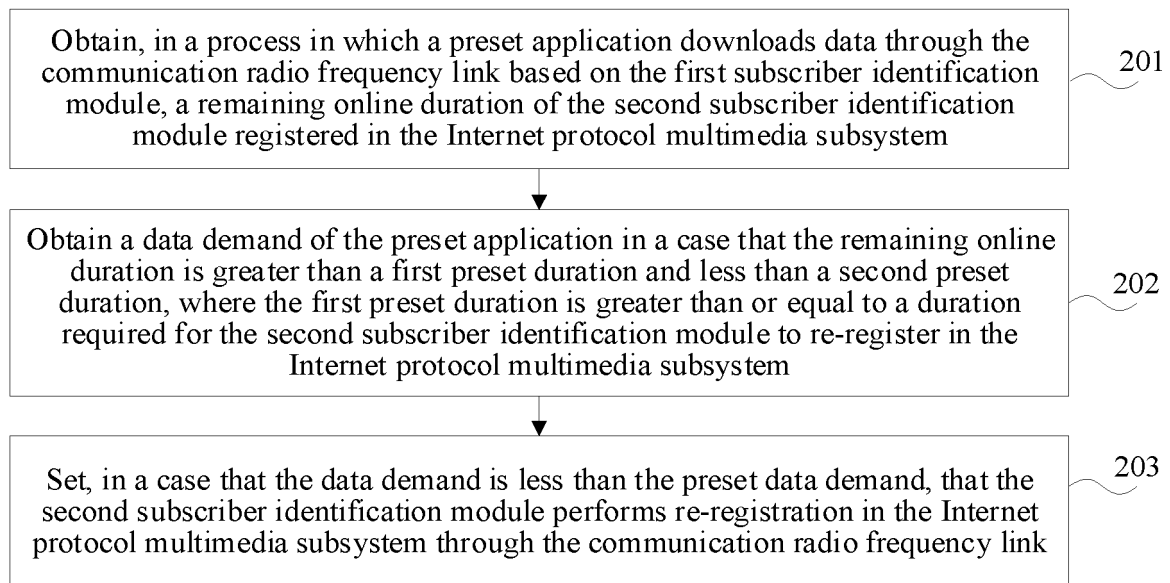 Obtain, in a process in which a preset application downloads data through the
communication radio frequency link based on the first subscriber identification
module, a remaining online duration of the second subscriber identification
module registered in the Internet protocol multimedia subsystem
201
Obtain a data demand of the preset application in a case that the remaining online
duration is greater than a first preset duration and less than a second preset
duration, where the first preset duration is greater than or equal to a duration
required for the second subscriber identification module to re-register in the
Internet protocol multimedia subsystem
202
Set, in a case that the data demand is less than the preset data demand, that the
second subscriber identification module performs re-registration in the Internet
protocol multimedia subsystem through the communication radio frequency link
203